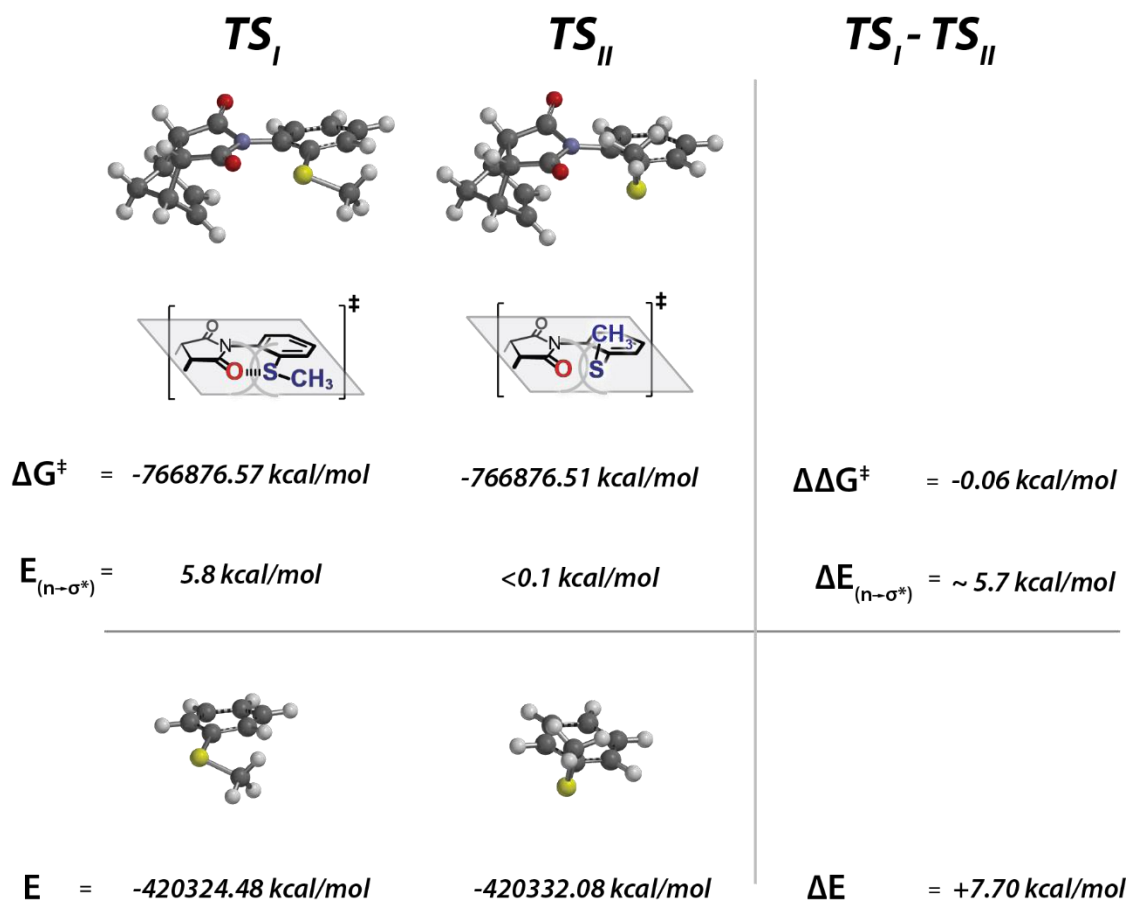 TS_I TS_II TS_I - TS_II
O N O S CH₃ ‡
O N O CH₃ S ‡
ΔG‡ = -766876.57 kcal/mol -766876.51 kcal/mol ΔΔG‡ = -0.06 kcal/mol
E(n→σ*) = 5.8 kcal/mol <0.1 kcal/mol ΔE(n→σ*) = ~ 5.7 kcal/mol
E = -420324.48 kcal/mol -420332.08 kcal/mol ΔE = +7.70 kcal/mol